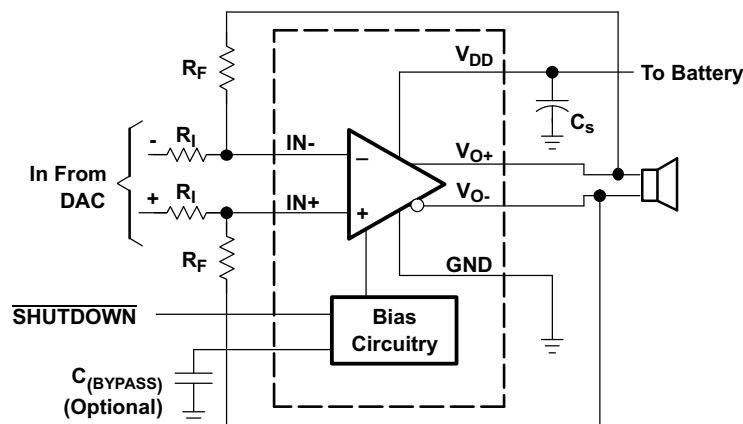 V_DD
To Battery
R_F
C_s
- R_I
IN-
−
V_O+
In From
DAC
+ R_I
IN+
+
V_O-
R_F
GND
SHUTDOWN
Bias
Circuitry
C_(BYPASS)
(Optional)